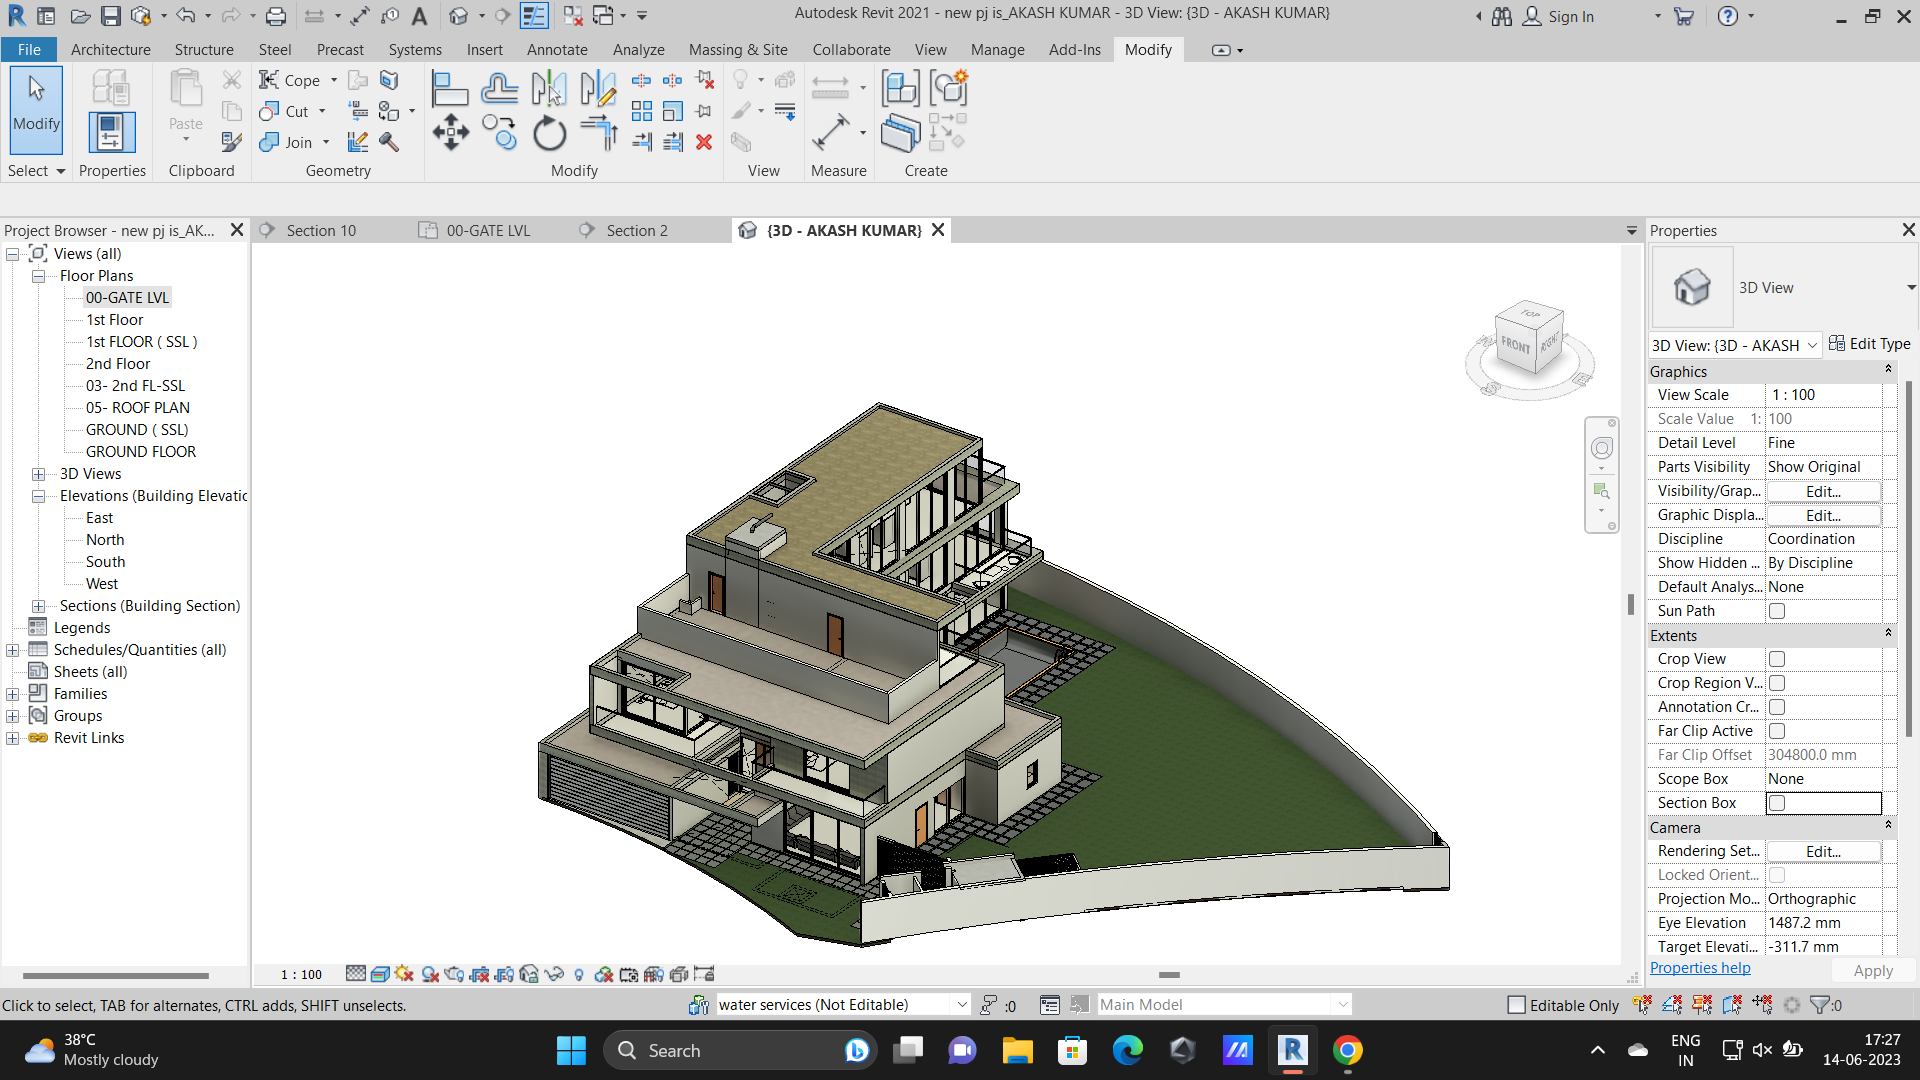 Autodesk Revit 2021 - new pj is_AKASH KUMAR - 3D View: {3D - AKASH KUMAR}
Sign In
File Architecture Structure Steel Precast Systems Insert Annotate Analyze Massing & Site Collaborate View Manage Add-Ins Modify
Modify
Paste
Cope
Cut
Join
Select Properties Clipboard Geometry Modify View Measure Create
Project Browser - new pj is_AK...
Views (all)
Floor Plans
00-GATE LVL
1st Floor
1st FLOOR ( SSL )
2nd Floor
03- 2nd FL-SSL
05- ROOF PLAN
GROUND ( SSL)
GROUND FLOOR
3D Views
Elevations (Building Elevatic
East
North
South
West
Sections (Building Section)
Legends
Schedules/Quantities (all)
Sheets (all)
Families
Groups
Revit Links
Section 10 00-GATE LVL Section 2 {3D - AKASH KUMAR}
TOP
FRONT
RIGHT
S
E
Properties
3D View
3D View: {3D - AKASH Edit Type
Graphics
View Scale 1 : 100
Scale Value 1: 100
Detail Level Fine
Parts Visibility Show Original
Visibility/Grap... Edit...
Graphic Displa... Edit...
Discipline Coordination
Show Hidden ... By Discipline
Default Analys... None
Sun Path
Extents
Crop View
Crop Region V...
Annotation Cr...
Far Clip Active
Far Clip Offset 304800.0 mm
Scope Box None
Section Box
Camera
Rendering Set... Edit...
Locked Orient...
Projection Mo... Orthographic
Eye Elevation 1487.2 mm
Target Elevati... -311.7 mm
Properties help Apply
1 : 100
Click to select, TAB for alternates, CTRL adds, SHIFT unselects.
water services (Not Editable) :0 Main Model Editable Only :0
38°C
Mostly cloudy
Search
ENG
IN
17:27
14-06-2023